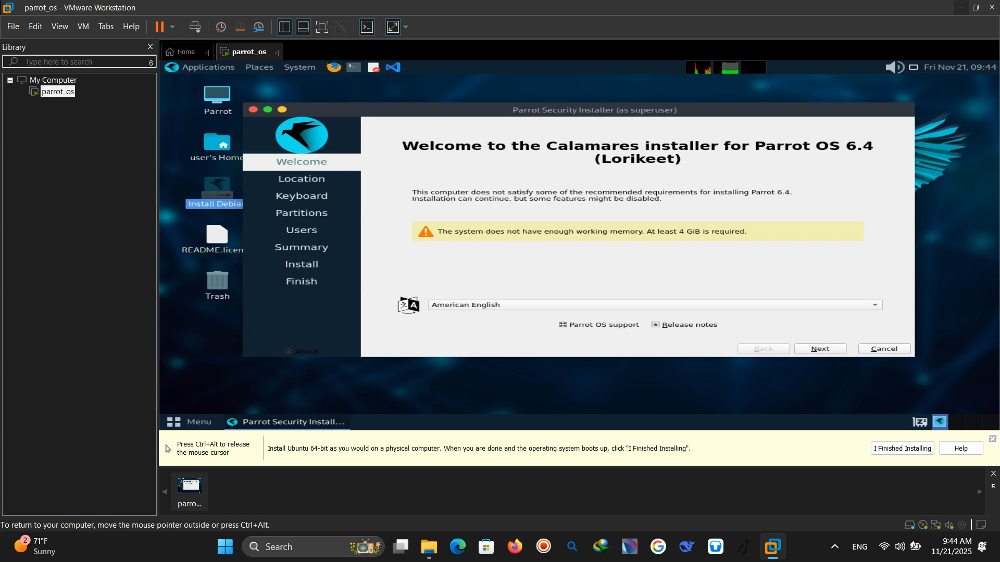 parrot_os - VMware Workstation
File Edit View VM Tabs Help
Library
Type here to search
My Computer
parrot_os
Home
parrot_os
Applications Places System
Fri Nov 21, 09:44
Parrot
user's Home
Install Debia
README.licen
Trash
Parrot Security Installer (as superuser)
Welcome
Location
Keyboard
Partitions
Users
Summary
Install
Finish
About
Welcome to the Calamares installer for Parrot OS 6.4
(Lorikeet)
This computer does not satisfy some of the recommended requirements for installing Parrot 6.4.
Installation can continue, but some features might be disabled.
The system does not have enough working memory. At least 4 GiB is required.
American English
Parrot OS support
Release notes
Back
Next
Cancel
Menu
Parrot Security Install...
Press Ctrl+Alt to release
the mouse cursor
Install Ubuntu 64-bit as you would on a physical computer. When you are done and the operating system boots up, click "I Finished Installing".
I Finished Installing
Help
parro...
To return to your computer, move the mouse pointer outside or press Ctrl+Alt.
2
71°F
Sunny
Search
ENG
9:44 AM
11/21/2025